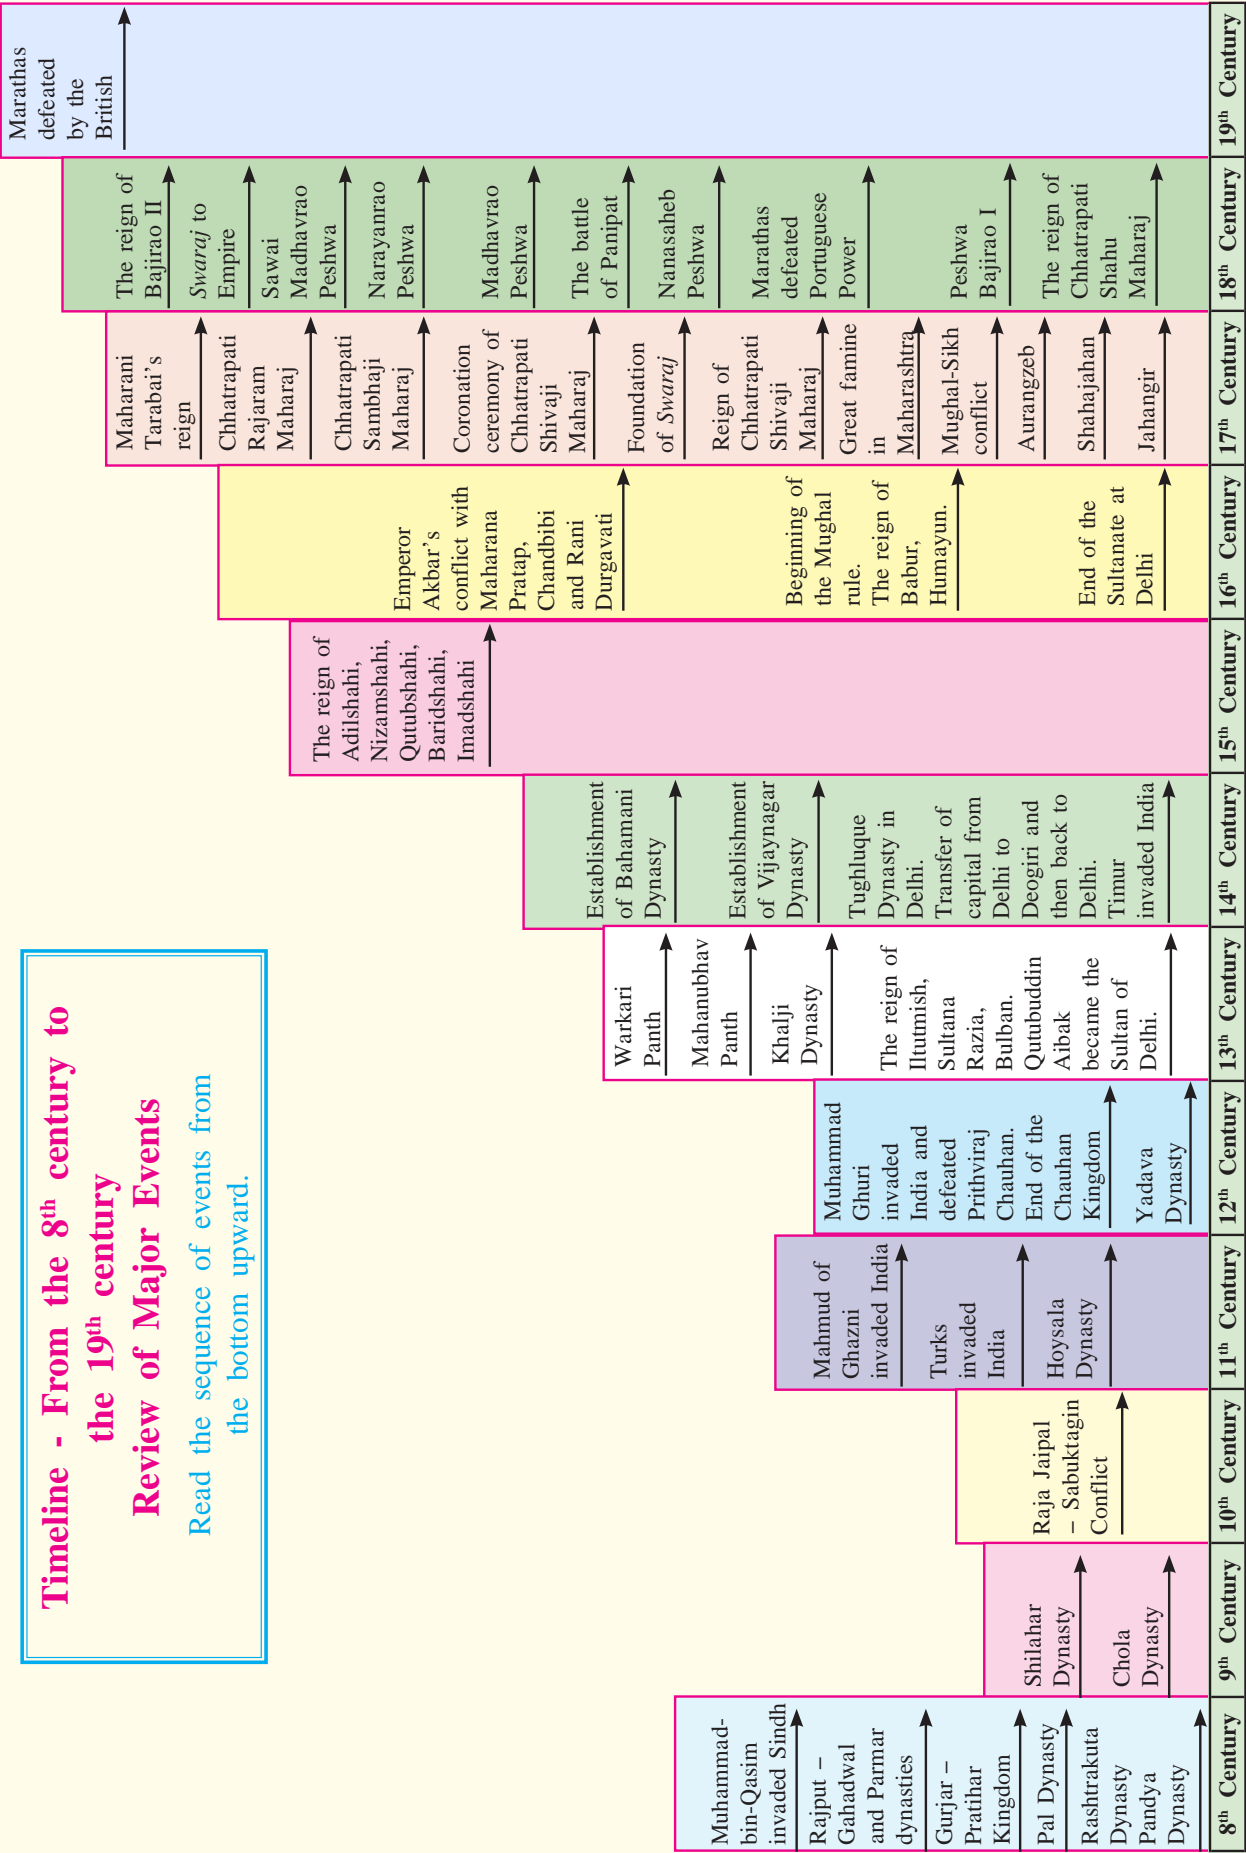 Timeline - From the 8th century to
the 19th century
Review of Major Events
Read the sequence of events from
the bottom upward.
Muhammad-
bin-Qasim
invaded Sindh
Rajput –
Gahadwal
and Parmar
dynasties
Gurjar –
Pratihar
Kingdom
Pal Dynasty
Rashtrakuta
Dynasty
Pandya
Dynasty
8th Century
Shilahar
Dynasty
Chola
Dynasty
9th Century
Raja Jaipal
– Sabuktagin
Conflict
10th Century
Mahmud of
Ghazni
invaded India
Turks
invaded
India
Hoysala
Dynasty
11th Century
Muhammad
Ghuri
invaded
India and
defeated
Prithviraj
Chauhan.
End of the
Chauhan
Kingdom
Yadava
Dynasty
12th Century
Warkari
Panth
Mahanubhav
Panth
Khalji
Dynasty
The reign of
Iltutmish,
Sultana
Razia,
Bulban.
Qutubuddin
Aibak
became the
Sultan of
Delhi.
13th Century
Establishment
of Bahamani
Dynasty
Establishment
of Vijaynagar
Dynasty
Tughluque
Dynasty in
Delhi.
Transfer of
capital from
Delhi to
Deogiri and
then back to
Delhi.
Timur
invaded India
14th Century
The reign of
Adilshahi,
Nizamshahi,
Qutubshahi,
Baridshahi,
Imadshahi
15th Century
Emperor
Akbar's
conflict with
Maharana
Pratap,
Chandbibi
and Rani
Durgavati
Beginning of
the Mughal
rule.
The reign of
Babur,
Humayun.
End of the
Sultanate at
Delhi
16th Century
Maharani
Tarabai's
reign
Chhatrapati
Rajaram
Maharaj
Chhatrapati
Sambhaji
Maharaj
Coronation
ceremony of
Chhatrapati
Shivaji
Maharaj
Foundation
of Swaraj
Reign of
Chhatrapati
Shivaji
Maharaj
Great famine
in
Maharashtra
Mughal-Sikh
conflict
Aurangzeb
Shahajahan
Jahangir
17th Century
The reign of
Bajirao II
Swaraj to
Empire
Sawai
Madhavrao
Peshwa
Narayanrao
Peshwa
Madhavrao
Peshwa
The battle
of Panipat
Nanasaheb
Peshwa
Marathas
defeated
Portuguese
Power
Peshwa
Bajirao I
The reign of
Chhatrapati
Shahu
Maharaj
18th Century
Marathas
defeated
by the
British
19th Century